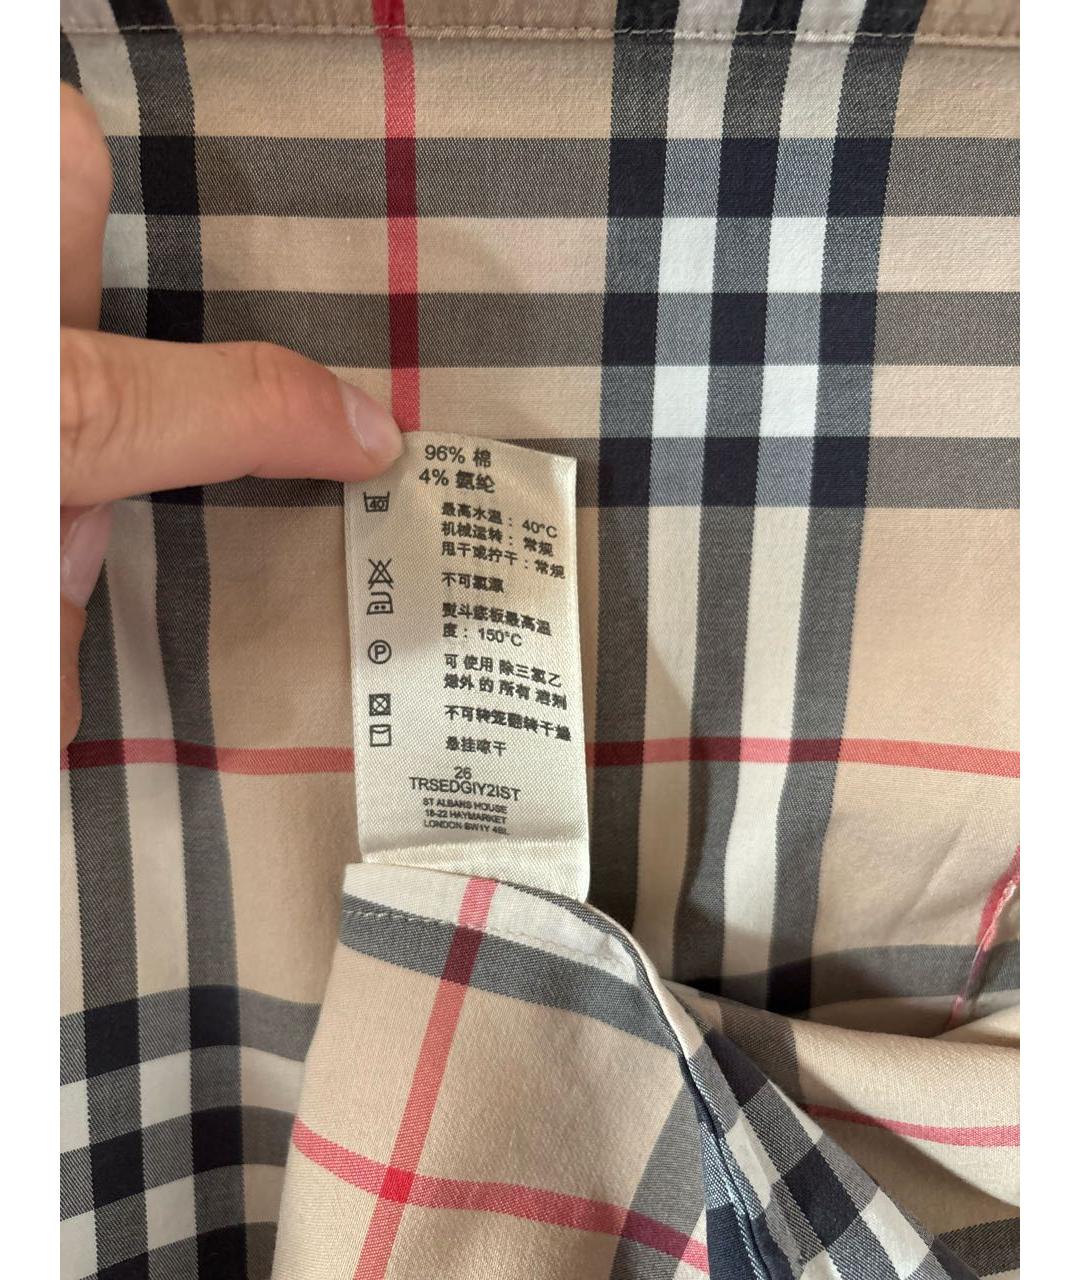 96% 棉
4% 氨纶
40
最高水温：40°C
机械运转：常规
甩干或拧干：常规
不可氯漂
熨斗底板最高温
度：150°C
P
可 使用 除三氯乙
烯外 的 所有 溶剂
不可转笼翻转干燥
悬挂晾干
26
TRSEDGIY2IST
ST ALBANS HOUSE
18-22 HAYMARKET
LONDON SW1Y 4BL